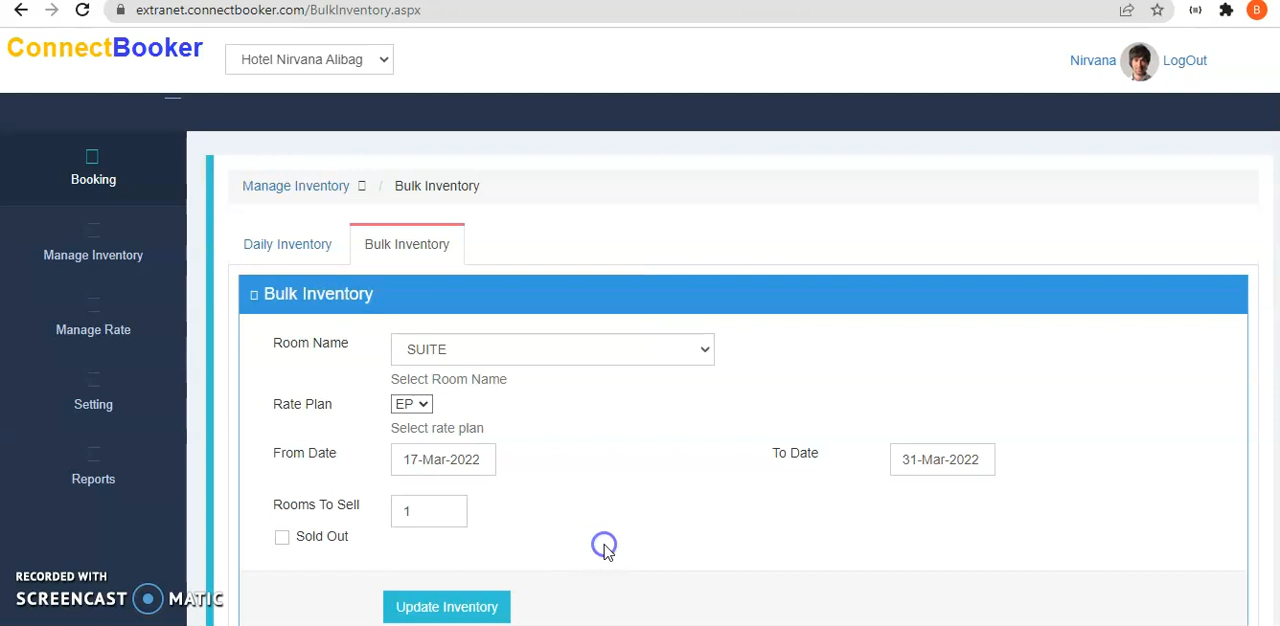 extranet.connectbooker.com/BulkInventory.aspx
B
ConnectBooker
Hotel Nirvana Alibag
Nirvana
LogOut
Booking
Manage Inventory
Manage Rate
Setting
Reports
Manage Inventory / Bulk Inventory
Daily Inventory
Bulk Inventory
Bulk Inventory
Room Name
SUITE
Select Room Name
Rate Plan
EP
Select rate plan
From Date
17-Mar-2022
To Date
31-Mar-2022
Rooms To Sell
1
Sold Out
Update Inventory
RECORDED WITH
SCREENCAST MATIC